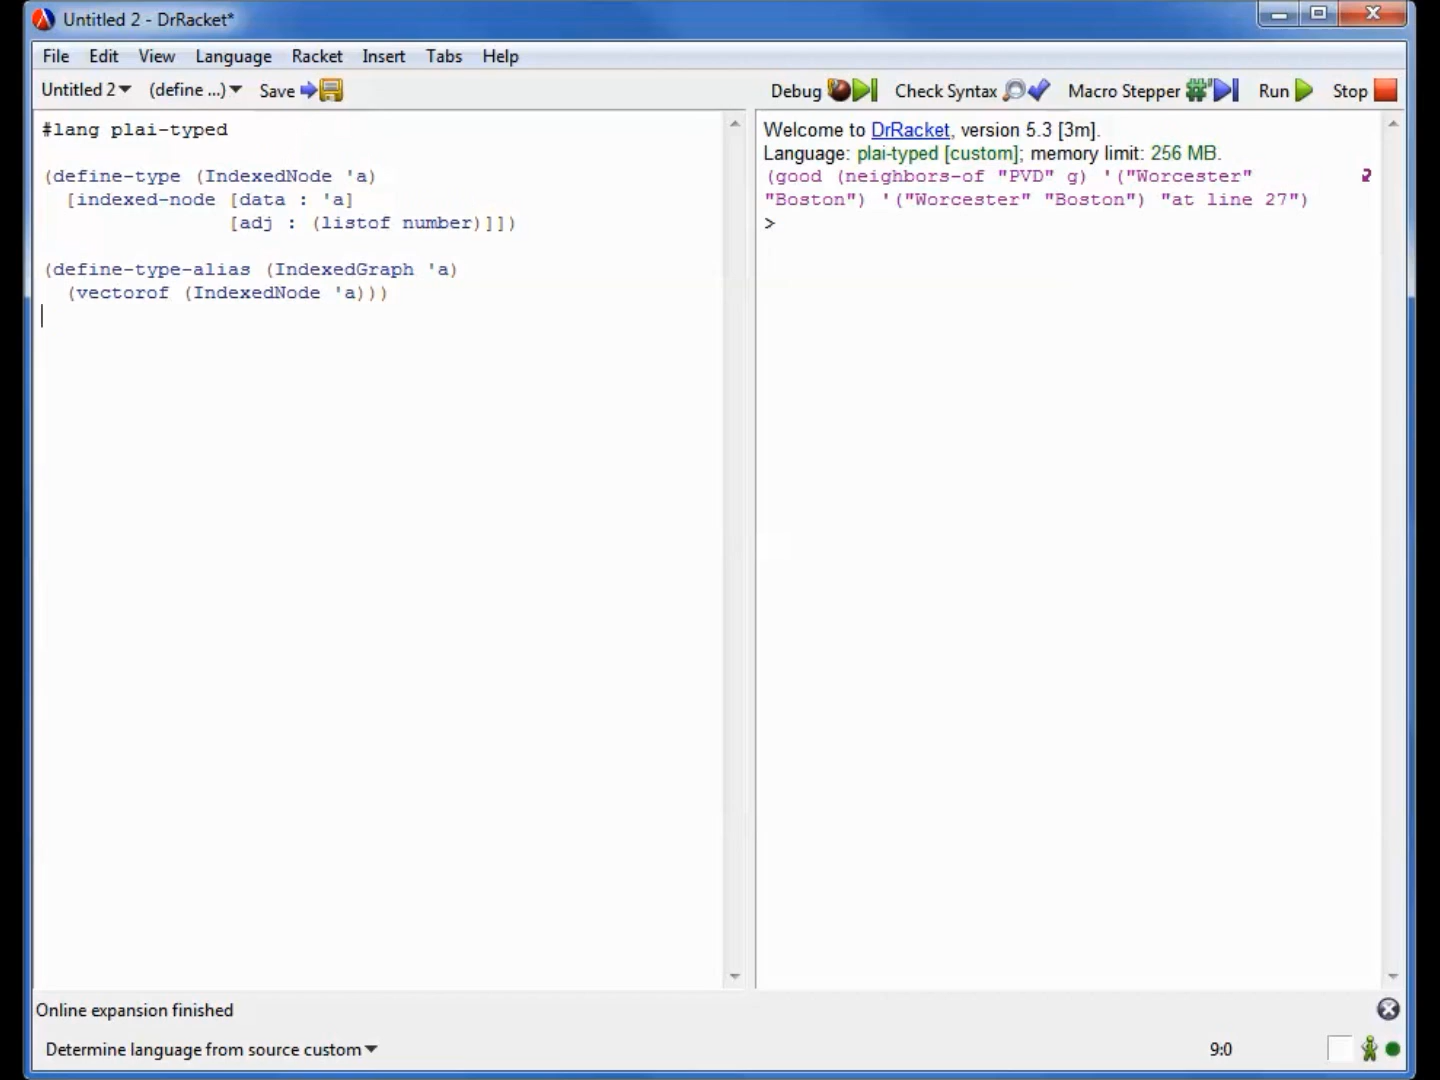 Untitled 2 - DrRacket*
File Edit View Language Racket Insert Tabs Help
Untitled 2 (define ...) Save Debug Check Syntax Macro Stepper Run Stop
#lang plai-typed
(define-type (IndexedNode 'a)
[indexed-node [data : 'a]
[adj : (listof number)]])
(define-type-alias (IndexedGraph 'a)
(vectorof (IndexedNode 'a)))
Welcome to DrRacket, version 5.3 [3m].
Language: plai-typed [custom]; memory limit: 256 MB.
(good (neighbors-of "PVD" g) '("Worcester"
"Boston") '("Worcester" "Boston") "at line 27")
>
Online expansion finished
Determine language from source custom 9:0